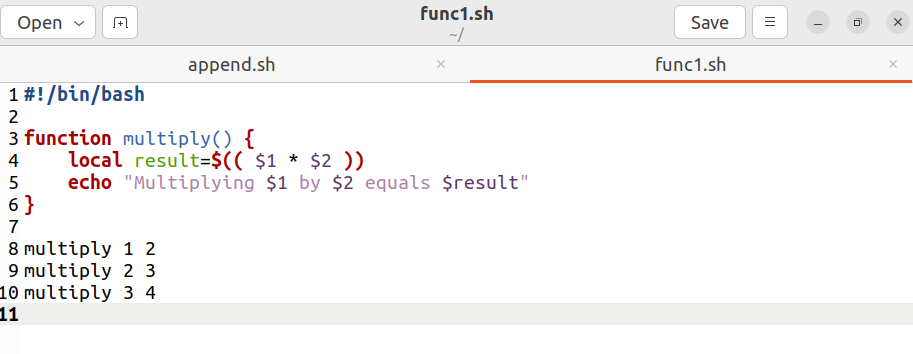 Open
func1.sh
~/
Save
append.sh
func1.sh
1 #!/bin/bash
2
3 function multiply() {
4     local result=$(( $1 * $2 ))
5     echo "Multiplying $1 by $2 equals $result"
6 }
7
8 multiply 1 2
9 multiply 2 3
10 multiply 3 4
11